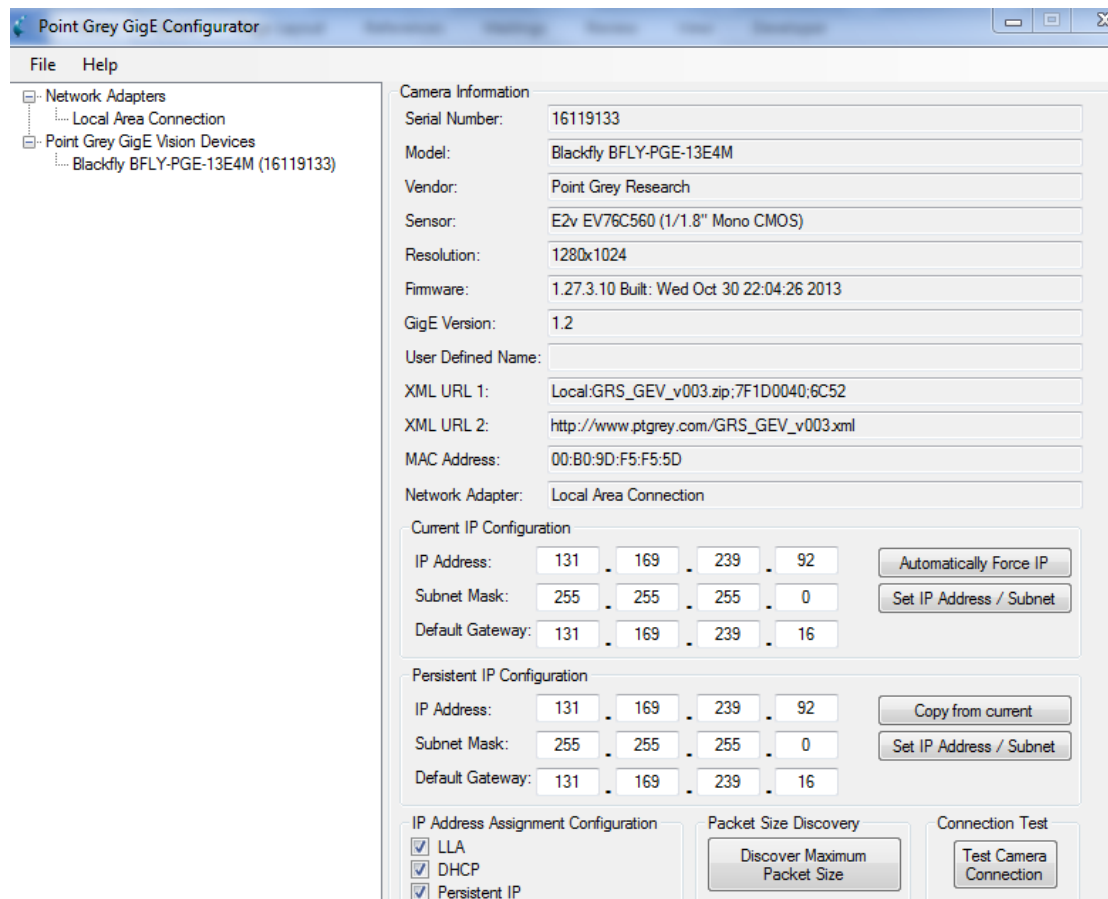 Point Grey GigE Configurator
File Help
Network Adapters
Local Area Connection
Point Grey GigE Vision Devices
Blackfly BFLY-PGE-13E4M (16119133)
Camera Information
Serial Number: 16119133
Model: Blackfly BFLY-PGE-13E4M
Vendor: Point Grey Research
Sensor: E2v EV76C560 (1/1.8" Mono CMOS)
Resolution: 1280x1024
Firmware: 1.27.3.10 Built: Wed Oct 30 22:04:26 2013
GigE Version: 1.2
User Defined Name:
XML URL 1: Local:GRS_GEV_v003.zip;7F1D0040;6C52
XML URL 2: http://www.ptgrey.com/GRS_GEV_v003.xml
MAC Address: 00:B0:9D:F5:F5:5D
Network Adapter: Local Area Connection
Current IP Configuration
IP Address: 131 . 169 . 239 . 92 Automatically Force IP
Subnet Mask: 255 . 255 . 255 . 0 Set IP Address / Subnet
Default Gateway: 131 . 169 . 239 . 16
Persistent IP Configuration
IP Address: 131 . 169 . 239 . 92 Copy from current
Subnet Mask: 255 . 255 . 255 . 0 Set IP Address / Subnet
Default Gateway: 131 . 169 . 239 . 16
IP Address Assignment Configuration Packet Size Discovery Connection Test
LLA
DHCP
Persistent IP
Discover Maximum
Packet Size
Test Camera
Connection